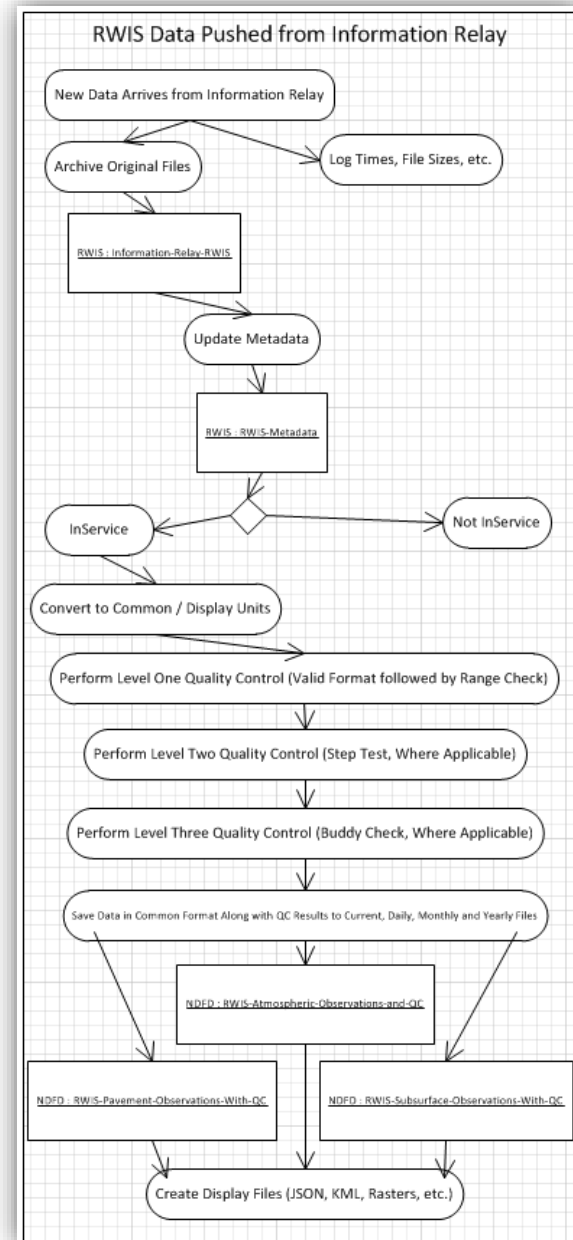 RWIS Data Pushed from Information Relay
New Data Arrives from Information Relay
Archive Original Files
Log Times, File Sizes, etc.
RWIS : Information-Relay-RWIS
Update Metadata
RWIS : RWIS-Metadata
InService
Not InService
Convert to Common / Display Units
Perform Level One Quality Control (Valid Format followed by Range Check)
Perform Level Two Quality Control (Step Test, Where Applicable)
Perform Level Three Quality Control (Buddy Check, Where Applicable)
Save Data in Common Format Along with QC Results to Current, Daily, Monthly and Yearly Files
NDFD : RWIS-Atmospheric-Observations-and-QC
NDFD : RWIS-Pavement-Observations-With-QC
NDFD : RWIS-Subsurface-Observations-With-QC
Create Display Files (JSON, KML, Rasters, etc.)